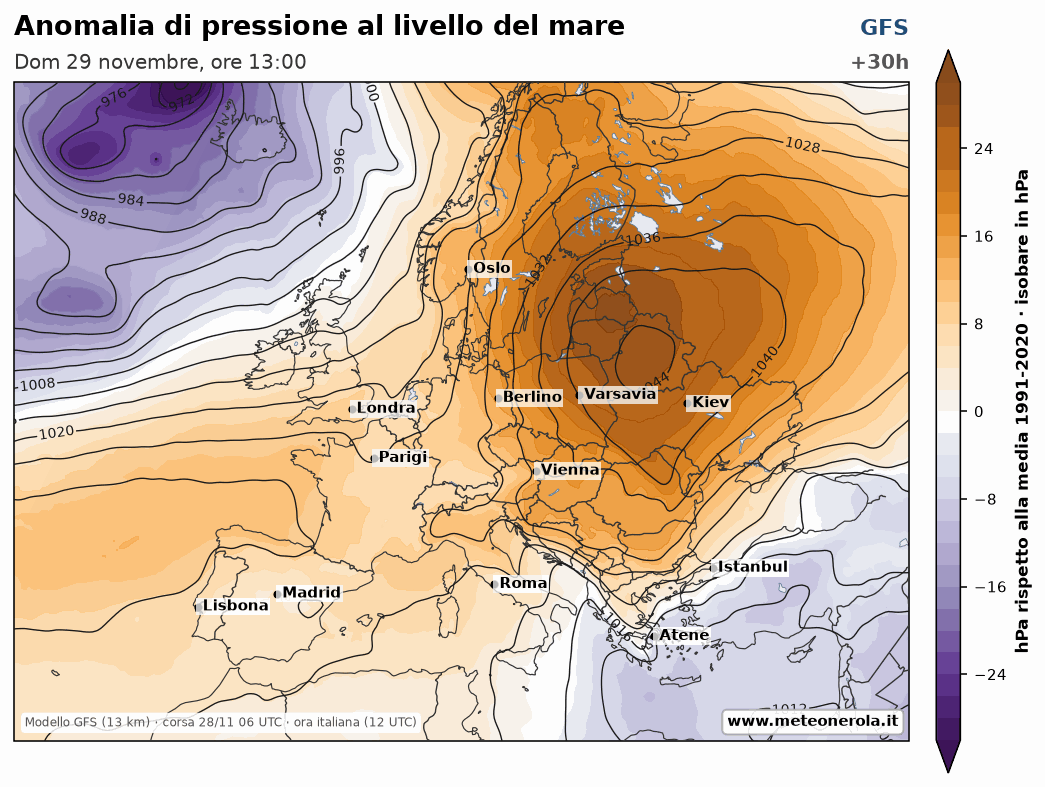 Anomalia di pressione al livello del mare
GFS
Dom 29 novembre, ore 13:00
+30h
976
972
00
996
984
988
1028
1036
1032
Oslo
1008
1040
1044
Berlino
Varsavia
Kiev
Londra
1020
Parigi
Vienna
Istanbul
Roma
Madrid
Lisbona
1016
Atene
1012
Modello GFS (13 km) · corsa 28/11 06 UTC · ora italiana (12 UTC)
www.meteonerola.it
24
16
8
0
−8
−16
−24
hPa rispetto alla media 1991-2020 · isobare in hPa